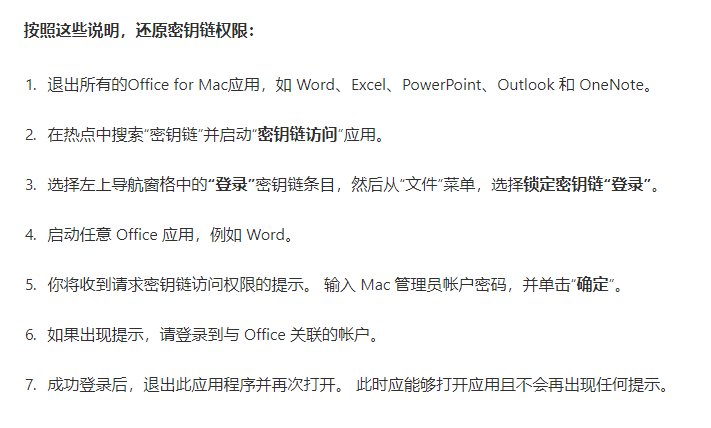 按照这些说明，还原密钥链权限：
1. 退出所有的Office for Mac应用，如 Word、Excel、PowerPoint、Outlook 和 OneNote。
2. 在热点中搜索“密钥链”并启动“密钥链访问”应用。
3. 选择左上导航窗格中的“登录”密钥链条目，然后从“文件”菜单，选择锁定密钥链“登录”。
4. 启动任意 Office 应用，例如 Word。
5. 你将收到请求密钥链访问权限的提示。 输入 Mac 管理员帐户密码，并单击“确定”。
6. 如果出现提示，请登录到与 Office 关联的帐户。
7. 成功登录后，退出此应用程序并再次打开。 此时应能够打开应用且不会再出现任何提示。